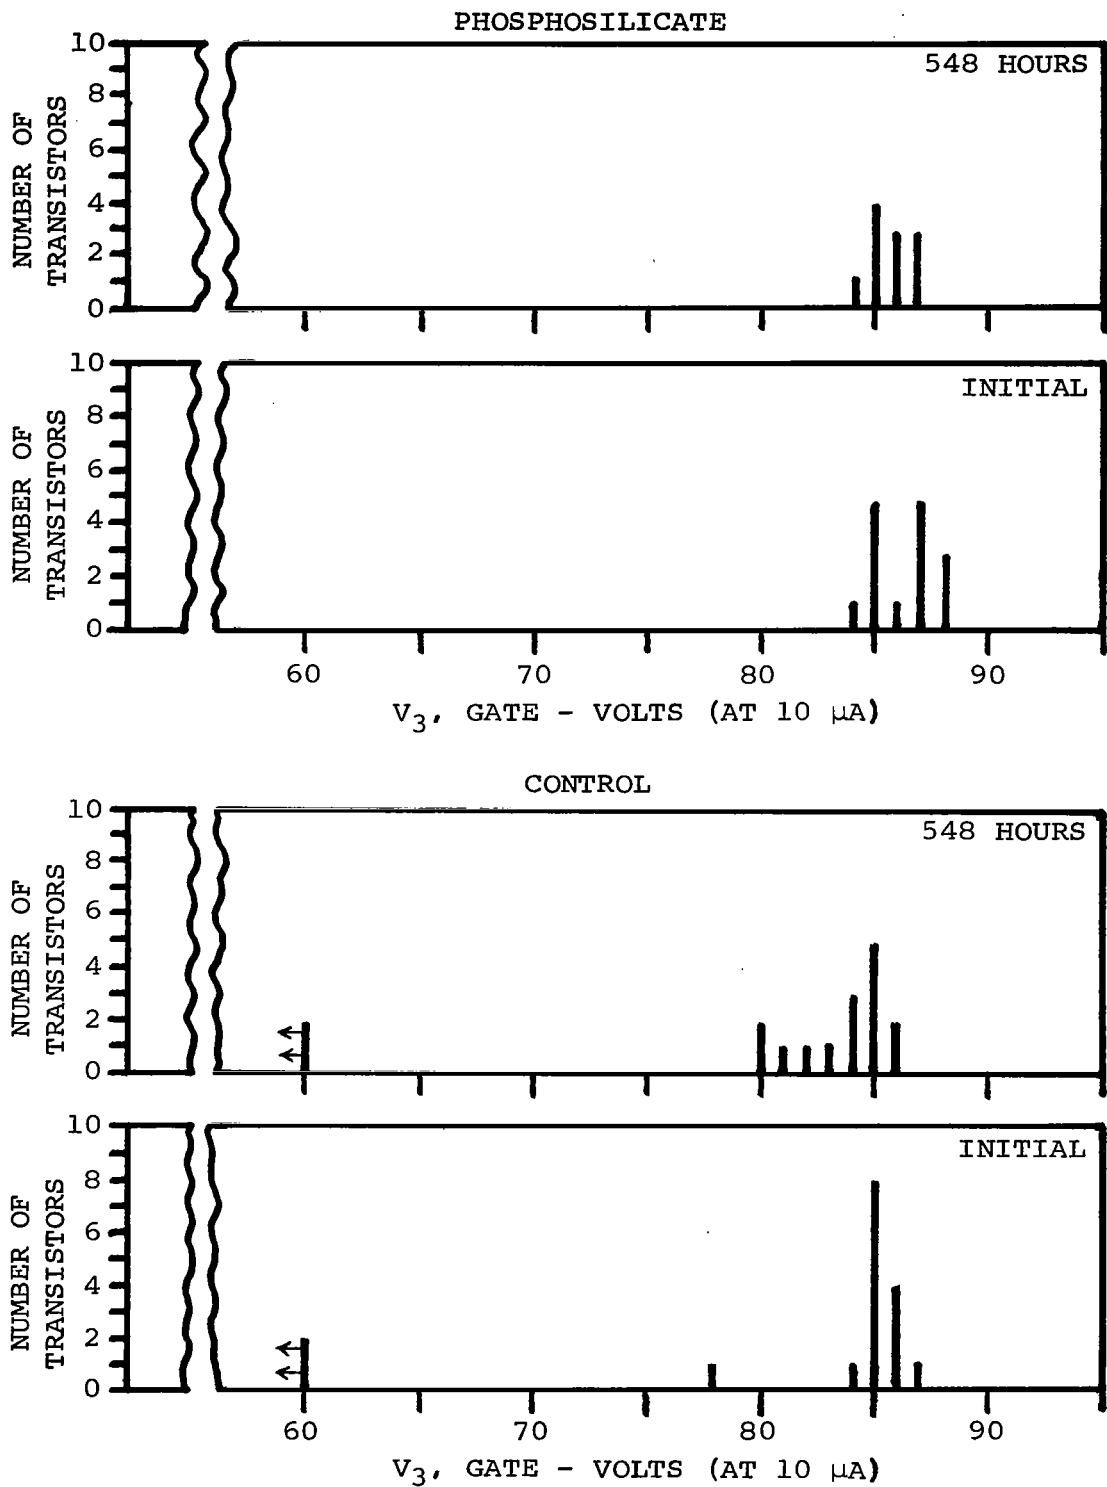 PHOSPHOSILICATE
548 HOURS
NUMBER OF
TRANSISTORS
10
8
6
4
2
0
INITIAL
NUMBER OF
TRANSISTORS
10
8
6
4
2
0
60 70 80 90
V3, GATE - VOLTS (AT 10 µA)
CONTROL
548 HOURS
NUMBER OF
TRANSISTORS
10
8
6
4
2
0
INITIAL
NUMBER OF
TRANSISTORS
10
8
6
4
2
0
60 70 80 90
V3, GATE - VOLTS (AT 10 µA)